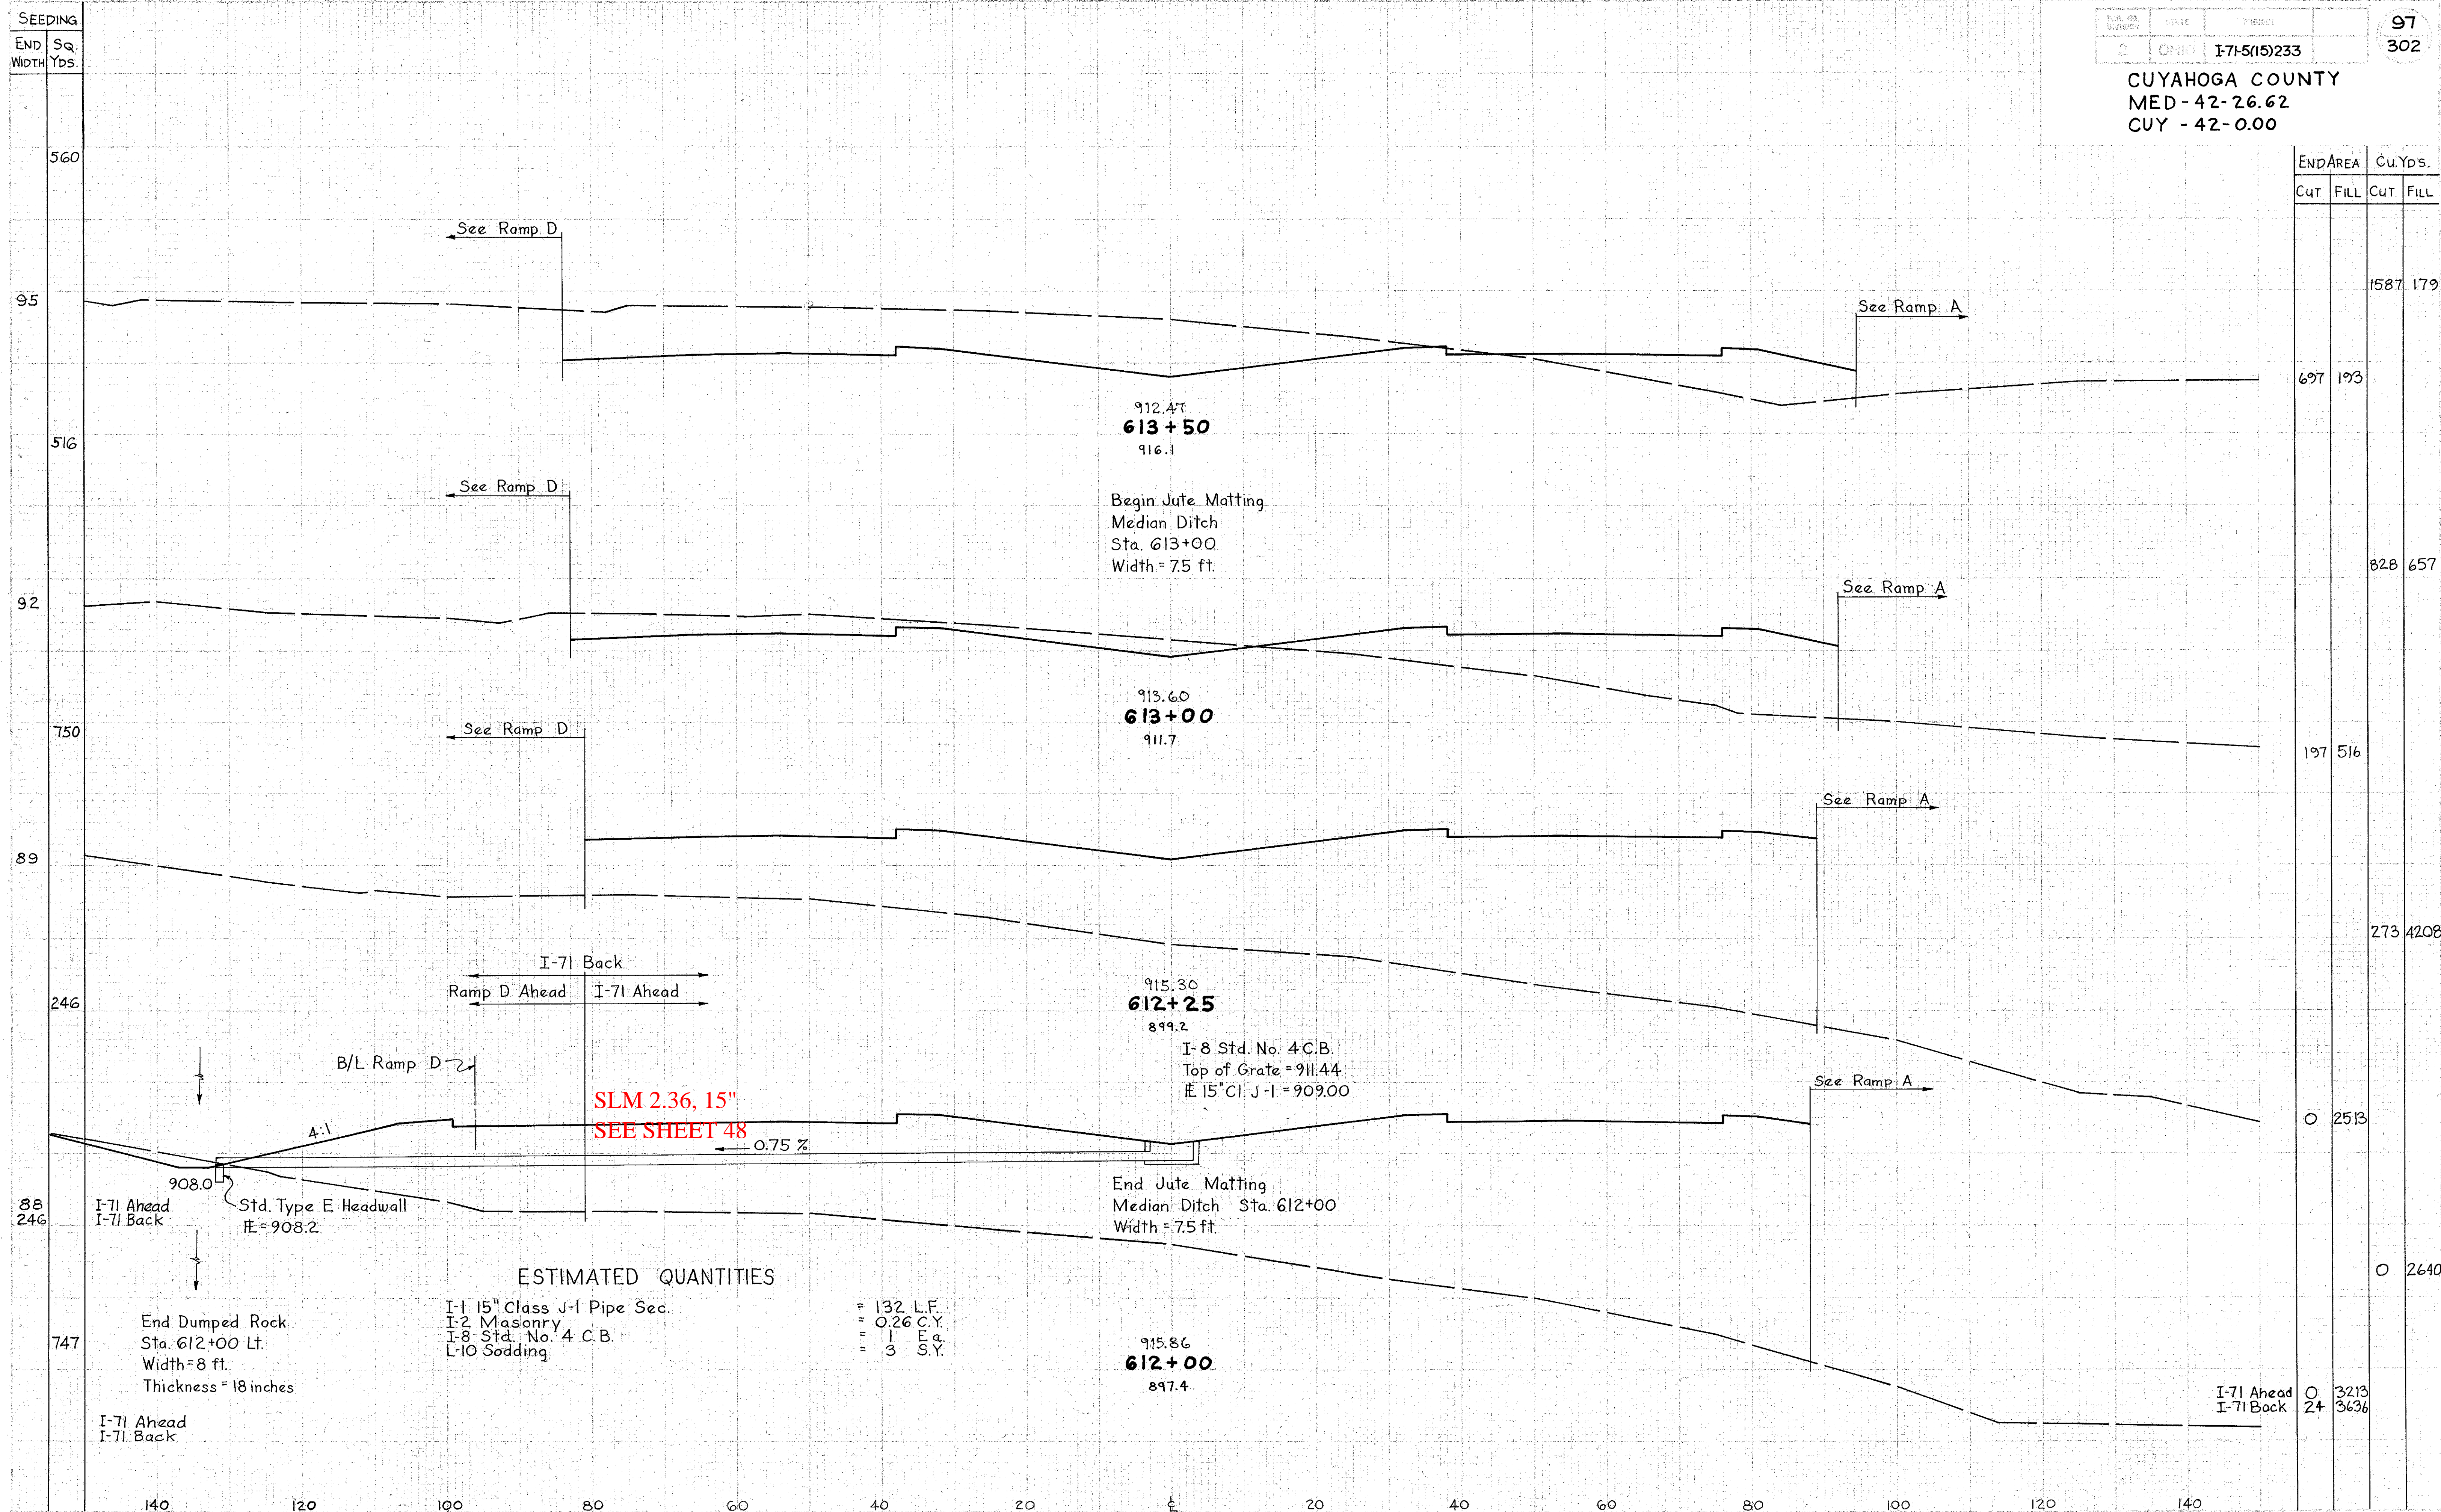 SEEDING
END WIDTH
SQ. YDS.
FED. RD. DIVISION
STATE
PROJECT
2
OHIO
I-71-5(15)233
97
302
CUYAHOGA COUNTY
MED-42-26.62
CUY-42-0.00
END AREA
CU. YDS.
CUT
FILL
CUT
FILL
560
See Ramp D
95
1587
179
See Ramp A
697
193
912.47
613+50
916.1
516
See Ramp D
Begin Jute Matting
Median Ditch
Sta. 613+00
Width = 7.5 ft.
828
657
92
See Ramp A
913.60
613+00
911.7
750
See Ramp D
197
516
See Ramp A
89
273
4208
I-71 Back
Ramp D Ahead
I-71 Ahead
915.30
612+25
899.2
246
I-8 Std. No. 4 C.B.
Top of Grate = 911.44
FE 15" Cl. J-1 = 909.00
B/L Ramp D
See Ramp A
SLM 2.36, 15"
SEE SHEET 48
0
2513
4:1
0.75 %
908.0
Std. Type E Headwall
FE = 908.2
88
246
I-71 Ahead
I-71 Back
End Jute Matting
Median Ditch Sta. 612+00
Width = 7.5 ft.
0
2640
ESTIMATED QUANTITIES
I-1 15" Class J-1 Pipe Sec. = 132 L.F.
I-2 Masonry = 0.26 C.Y.
I-8 Std. No. 4 C.B. = 1 Ea.
L-10 Sodding = 3 S.Y.
End Dumped Rock
Sta. 612+00 Lt.
Width = 8 ft.
Thickness = 18 inches
747
915.86
612+00
897.4
I-71 Ahead 0 3213
I-71 Back 24 3636
I-71 Ahead
I-71 Back
140 120 100 80 60 40 20 ℄ 20 40 60 80 100 120 140